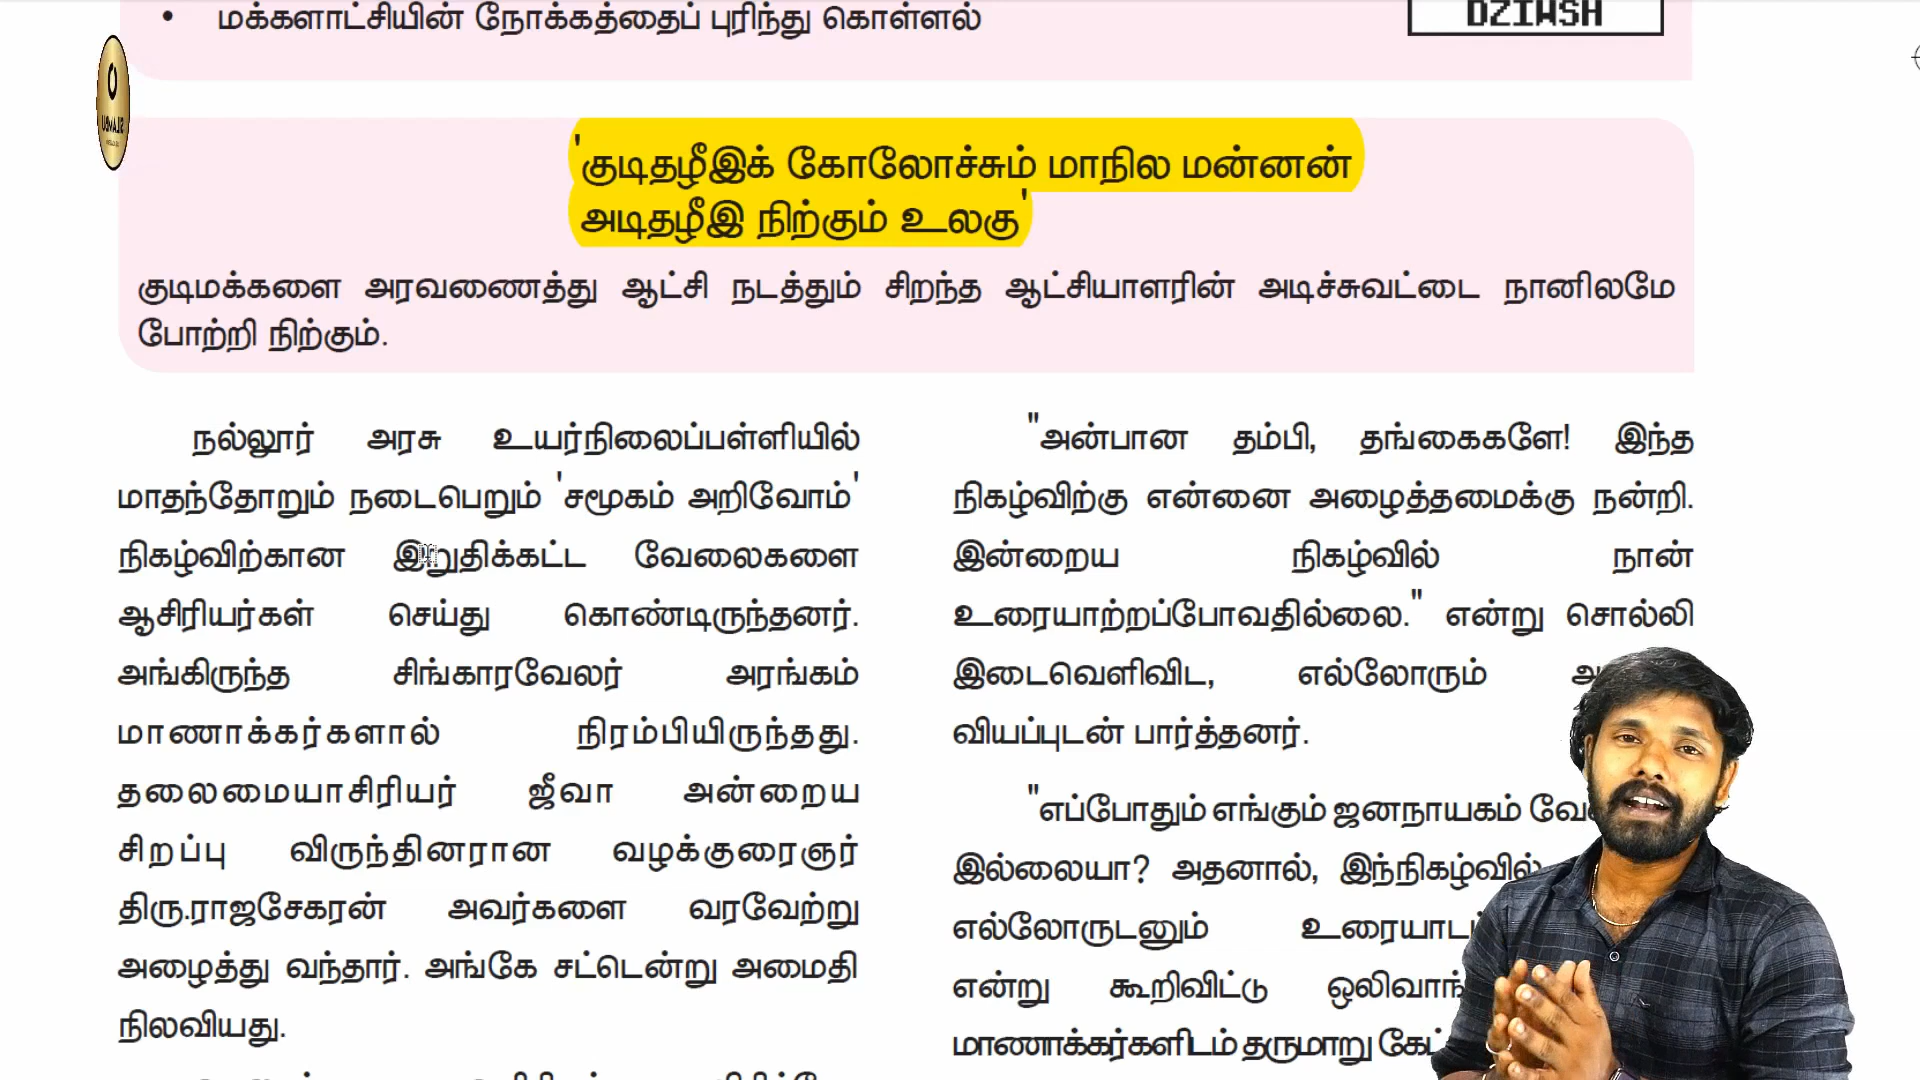 மக்களாட்சியின் நோக்கத்தைப் புரிந்து கொள்ளல்
DZIWSH
'குடிதழீஇக் கோலோச்சும் மாநில மன்னன்
அடிதழீஇ நிற்கும் உலகு'
குடிமக்களை அரவணைத்து ஆட்சி நடத்தும் சிறந்த ஆட்சியாளரின் அடிச்சுவட்டை நானிலமே
போற்றி நிற்கும்.
நல்லூர் அரசு உயர்நிலைப்பள்ளியில்
மாதந்தோறும் நடைபெறும் 'சமூகம் அறிவோம்'
நிகழ்விற்கான இறுதிக்கட்ட வேலைகளை
ஆசிரியர்கள் செய்து கொண்டிருந்தனர்.
அங்கிருந்த சிங்காரவேலர் அரங்கம்
மாணாக்கர்களால் நிரம்பியிருந்தது.
தலைமையாசிரியர் ஜீவா அன்றைய
சிறப்பு விருந்தினரான வழக்குரைஞர்
திரு.ராஜசேகரன் அவர்களை வரவேற்று
அழைத்து வந்தார். அங்கே சட்டென்று அமைதி
நிலவியது.
"அன்பான தம்பி, தங்கைகளே! இந்த
நிகழ்விற்கு என்னை அழைத்தமைக்கு நன்றி.
இன்றைய நிகழ்வில் நான்
உரையாற்றப்போவதில்லை." என்று சொல்லி
இடைவெளிவிட, எல்லோரும்
வியப்புடன் பார்த்தனர்.
"எப்போதும் எங்கும் ஜனநாயகம்
இல்லையா? அதனால், இந்நிகழ்வில்
எல்லோருடனும்
என்று கூறிவிட்டு
மாணாக்கர்களிடம் தருமாறு